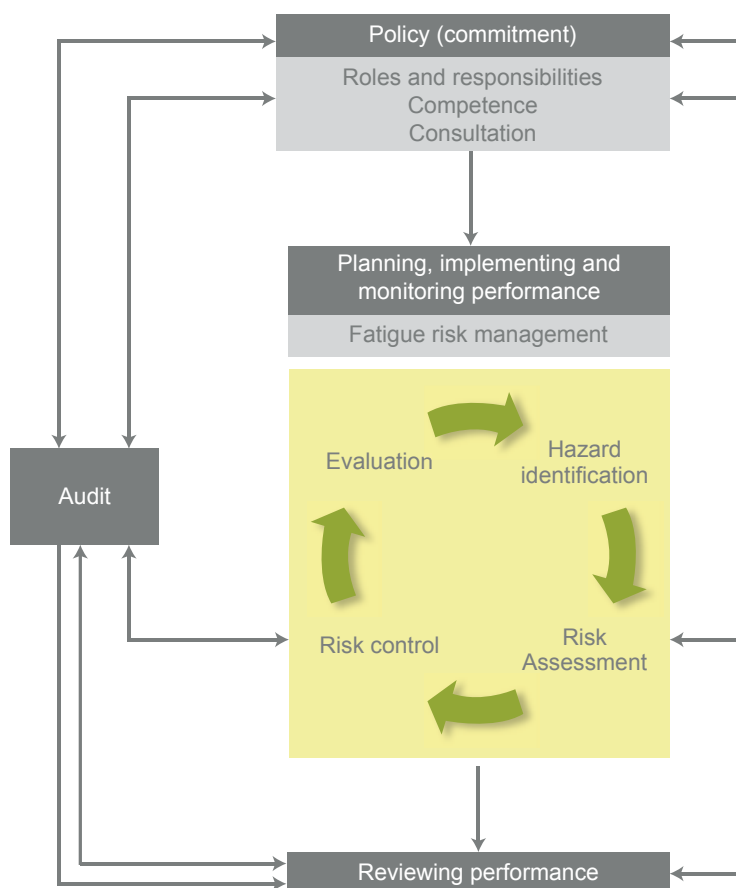 Policy (commitment)
Roles and responsibilities
Competence
Consultation
Planning, implementing and
monitoring performance
Fatigue risk management
Evaluation
Hazard
identification
Audit
Risk control
Risk
Assessment
Reviewing performance